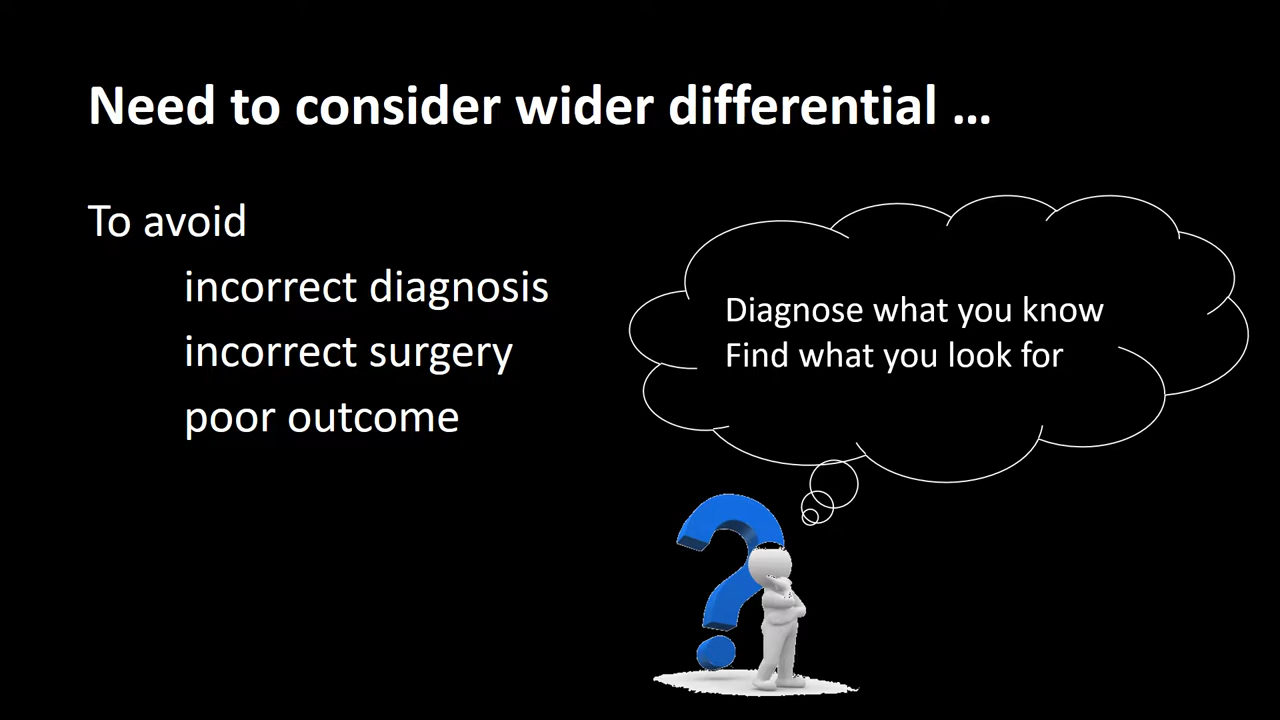 Need to consider wider differential ...
To avoid
incorrect diagnosis
incorrect surgery
poor outcome
Diagnose what you know
Find what you look for
?